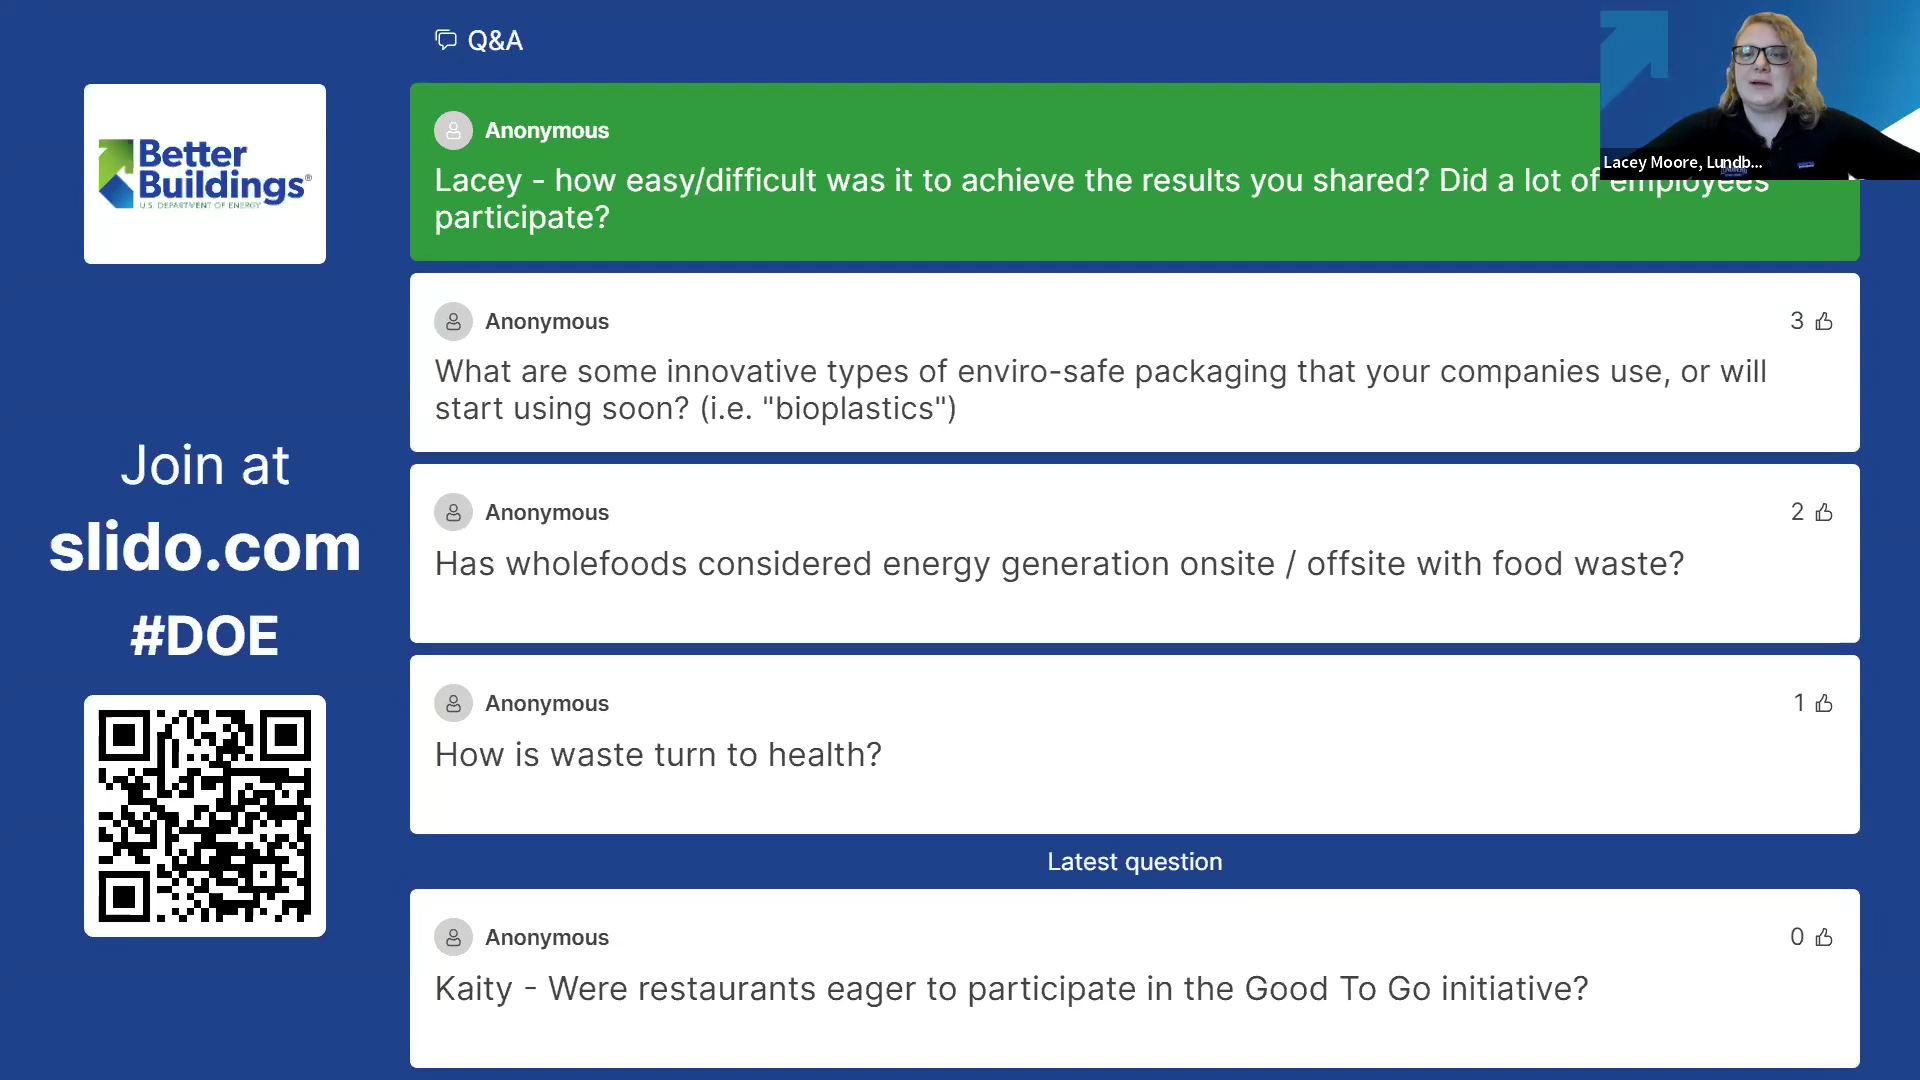 Q&A
Anonymous
Lacey - how easy/difficult was it to achieve the results you shared? Did a lot of employees
participate?
Lacey Moore, Lundb...
Better
Buildings®
U.S. DEPARTMENT OF ENERGY
Anonymous
3
What are some innovative types of enviro-safe packaging that your companies use, or will
start using soon? (i.e. "bioplastics")
Join at
slido.com
#DOE
Anonymous
2
Has wholefoods considered energy generation onsite / offsite with food waste?
Anonymous
1
How is waste turn to health?
Latest question
Anonymous
0
Kaity - Were restaurants eager to participate in the Good To Go initiative?